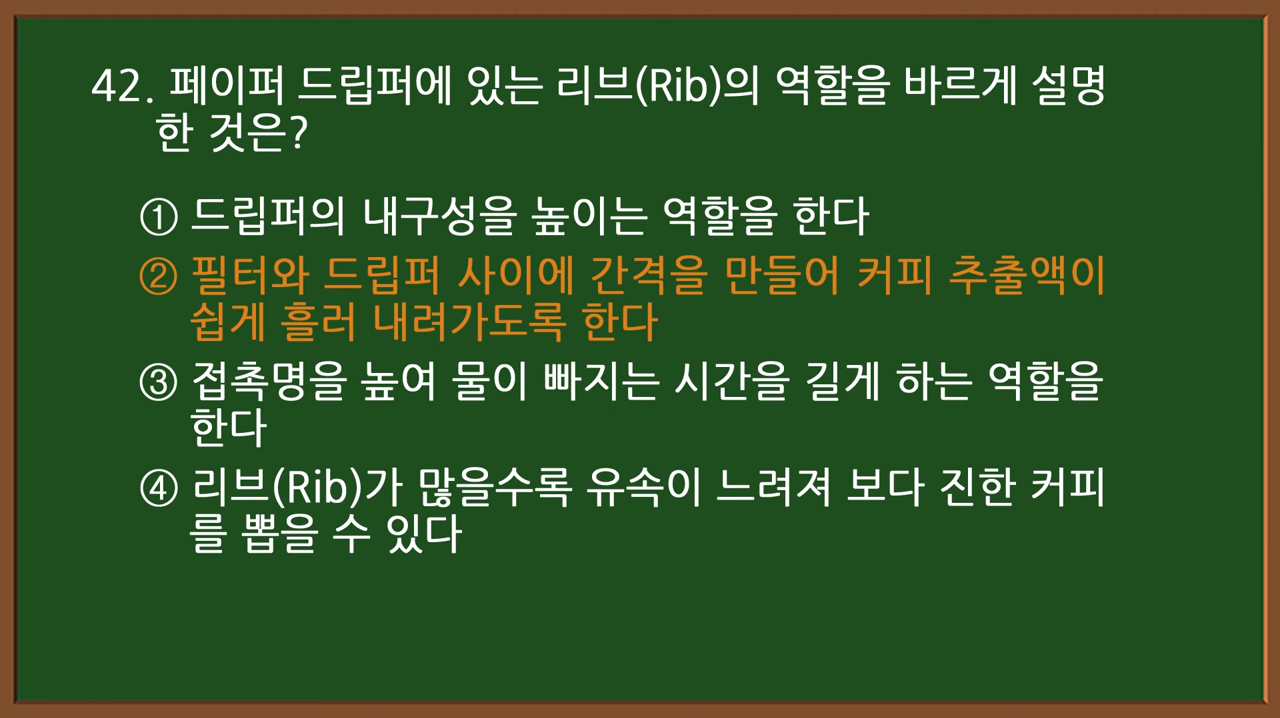 42. 페이퍼 드립퍼에 있는 리브(Rib)의 역할을 바르게 설명
한 것은?
① 드립퍼의 내구성을 높이는 역할을 한다
② 필터와 드립퍼 사이에 간격을 만들어 커피 추출액이
쉽게 흘러 내려가도록 한다
③ 접촉명을 높여 물이 빠지는 시간을 길게 하는 역할을
한다
④ 리브(Rib)가 많을수록 유속이 느려져 보다 진한 커피
를 뽑을 수 있다